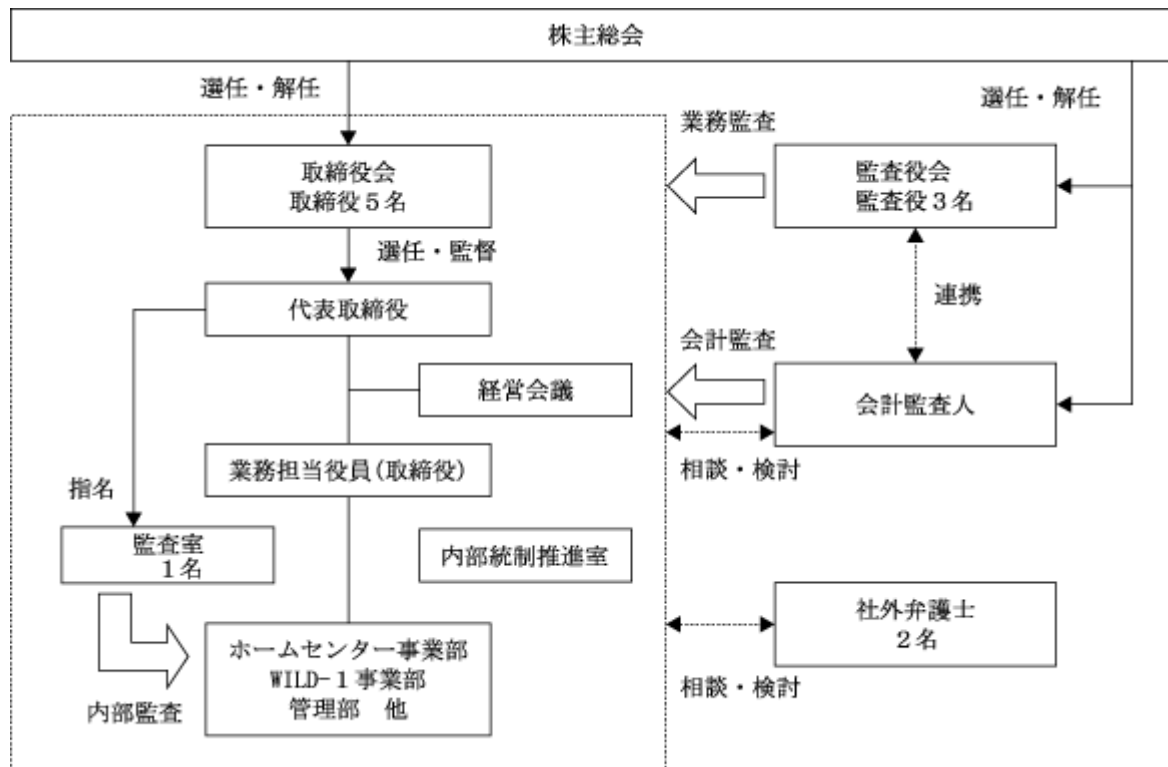 株主総会
選任・解任
選任・解任
業務監査
取締役会
取締役5名
監査役会
監査役3名
選任・監督
代表取締役
連携
会計監査
経営会議
会計監査人
業務担当役員(取締役)
相談・検討
指名
監査室
1名
内部統制推進室
社外弁護士
2名
ホームセンター事業部
WILD-1事業部
管理部 他
相談・検討
内部監査